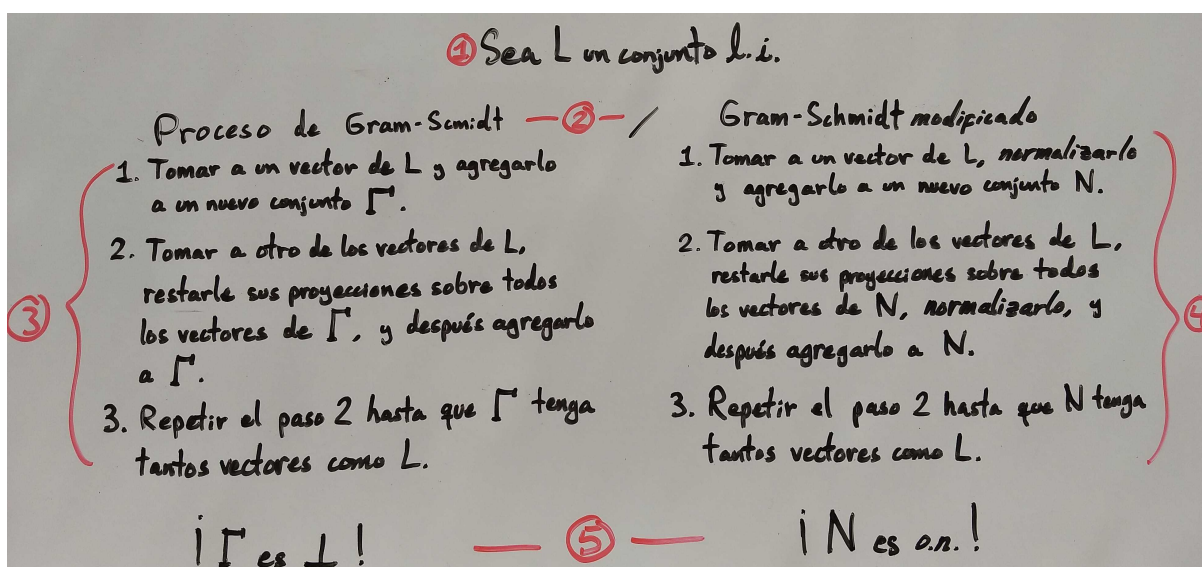 ① Sea L un conjunto l.i.
Proceso de Gram-Scmidt —②— / Gram-Schmidt modificado
③
1. Tomar a un vector de L y agregarlo
a un nuevo conjunto Γ.
2. Tomar a otro de los vectores de L,
restarle sus proyecciones sobre todos
los vectores de Γ, y después agregarlo
a Γ.
3. Repetir el paso 2 hasta que Γ tenga
tantos vectores como L.
1. Tomar a un vector de L, normalizarlo
y agregarlo a un nuevo conjunto N.
2. Tomar a otro de los vectores de L,
restarle sus proyecciones sobre todos
los vectores de N, normalizarlo, y
después agregarlo a N.
3. Repetir el paso 2 hasta que N tenga
tantos vectores como L.
④
¡Γ es ⊥! —⑤— ¡N es o.n.!